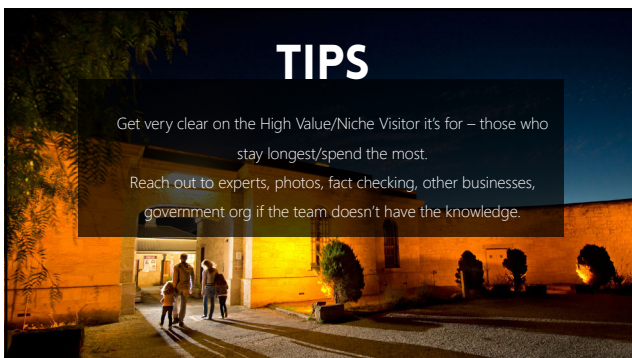 TIPS
Get very clear on the High Value/Niche Visitor it's for – those who
stay longest/spend the most.
Reach out to experts, photos, fact checking, other businesses,
government org if the team doesn't have the knowledge.